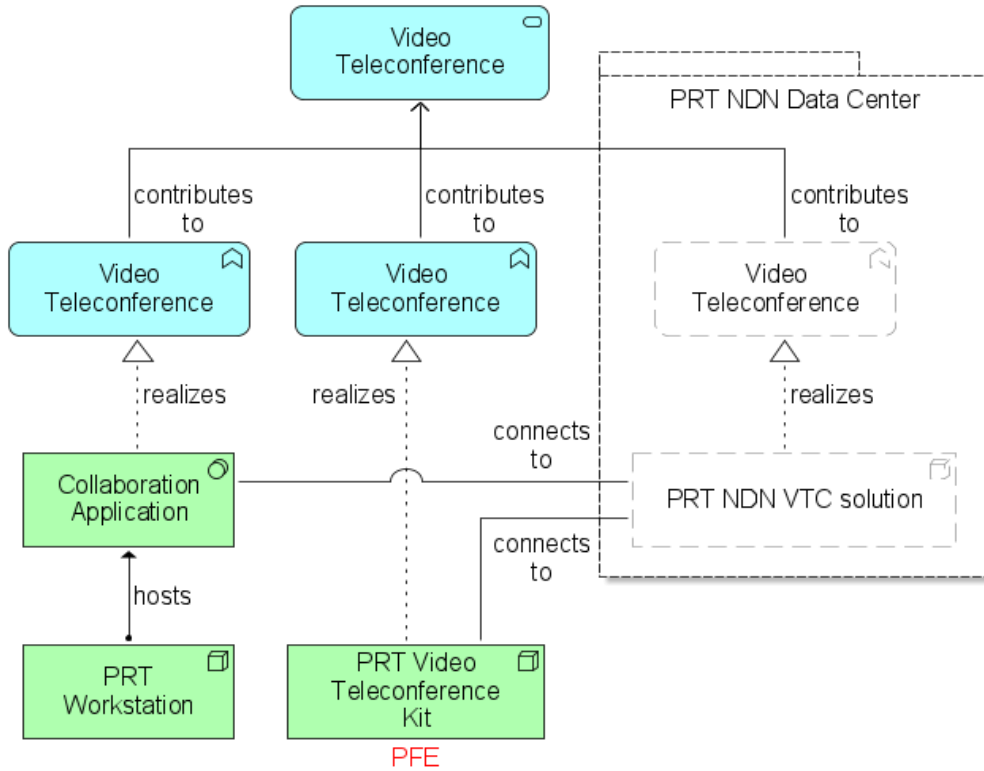 Video
Teleconference
PRT NDN Data Center
contributes
to
contributes
to
contributes
to
Video
Teleconference
Video
Teleconference
Video
Teleconference
realizes
realizes
realizes
connects
to
Collaboration
Application
PRT NDN VTC solution
connects
to
hosts
PRT
Workstation
PRT Video
Teleconference
Kit
PFE